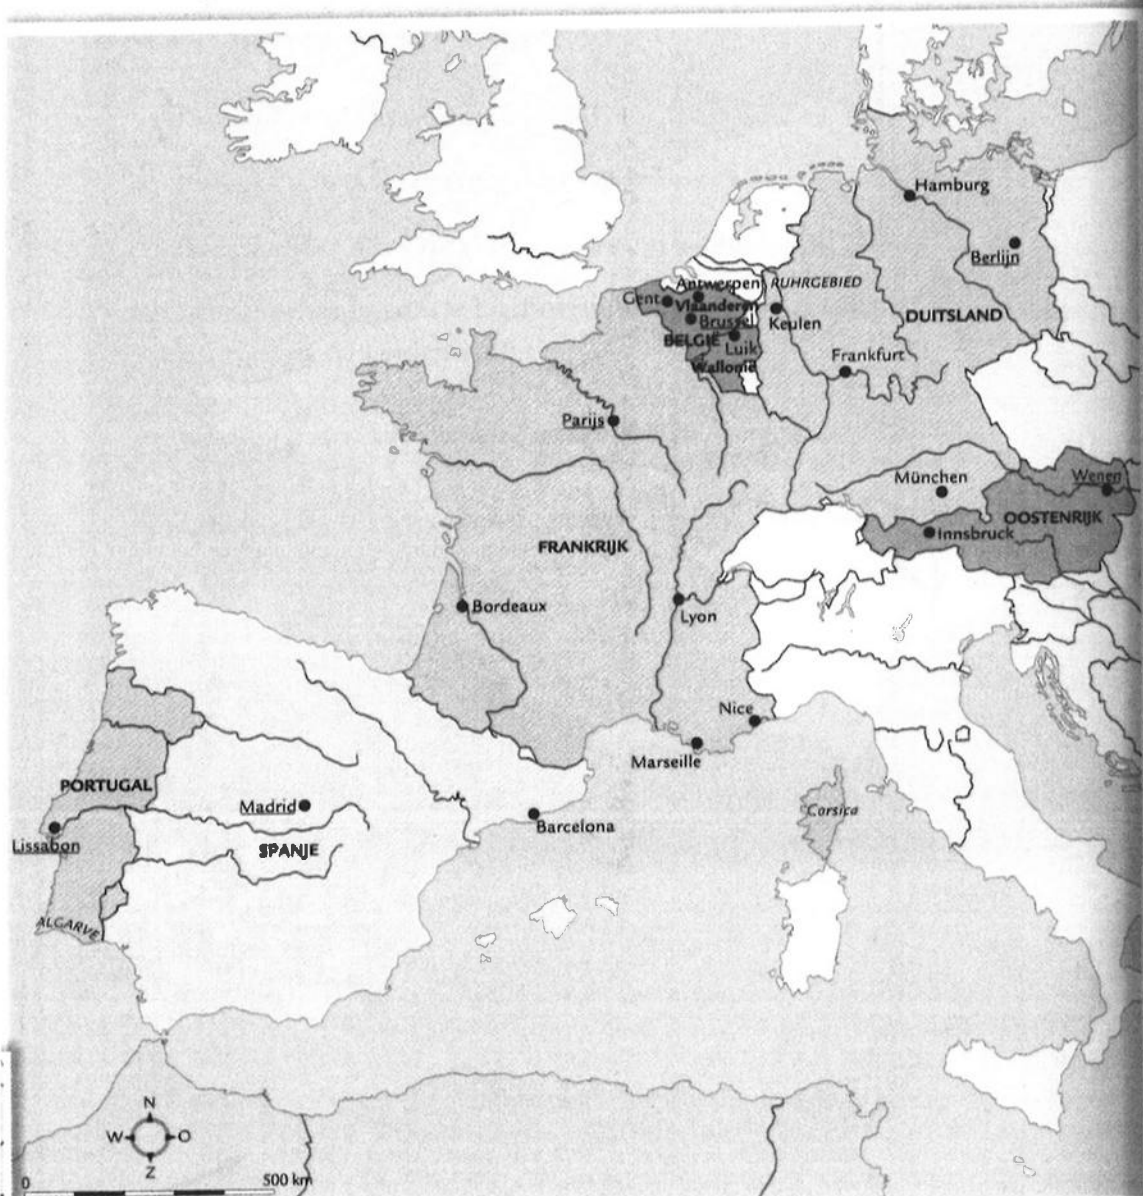 Hamburg
Berlijn
RUHRGEBIED
Antwerpen
Gent
Vlaanderen
Brussel
Keulen
DUITSLAND
BELGIË
Luik
Frankfurt
Wallonië
Parijs
München
Wenen
OOSTENRIJK
Innsbruck
FRANKRIJK
Bordeaux
Lyon
Nice
Marseille
PORTUGAL
Madrid
Corsica
Barcelona
Lissabon
SPANJE
ALGARVE
N
W O
Z
0 500 km